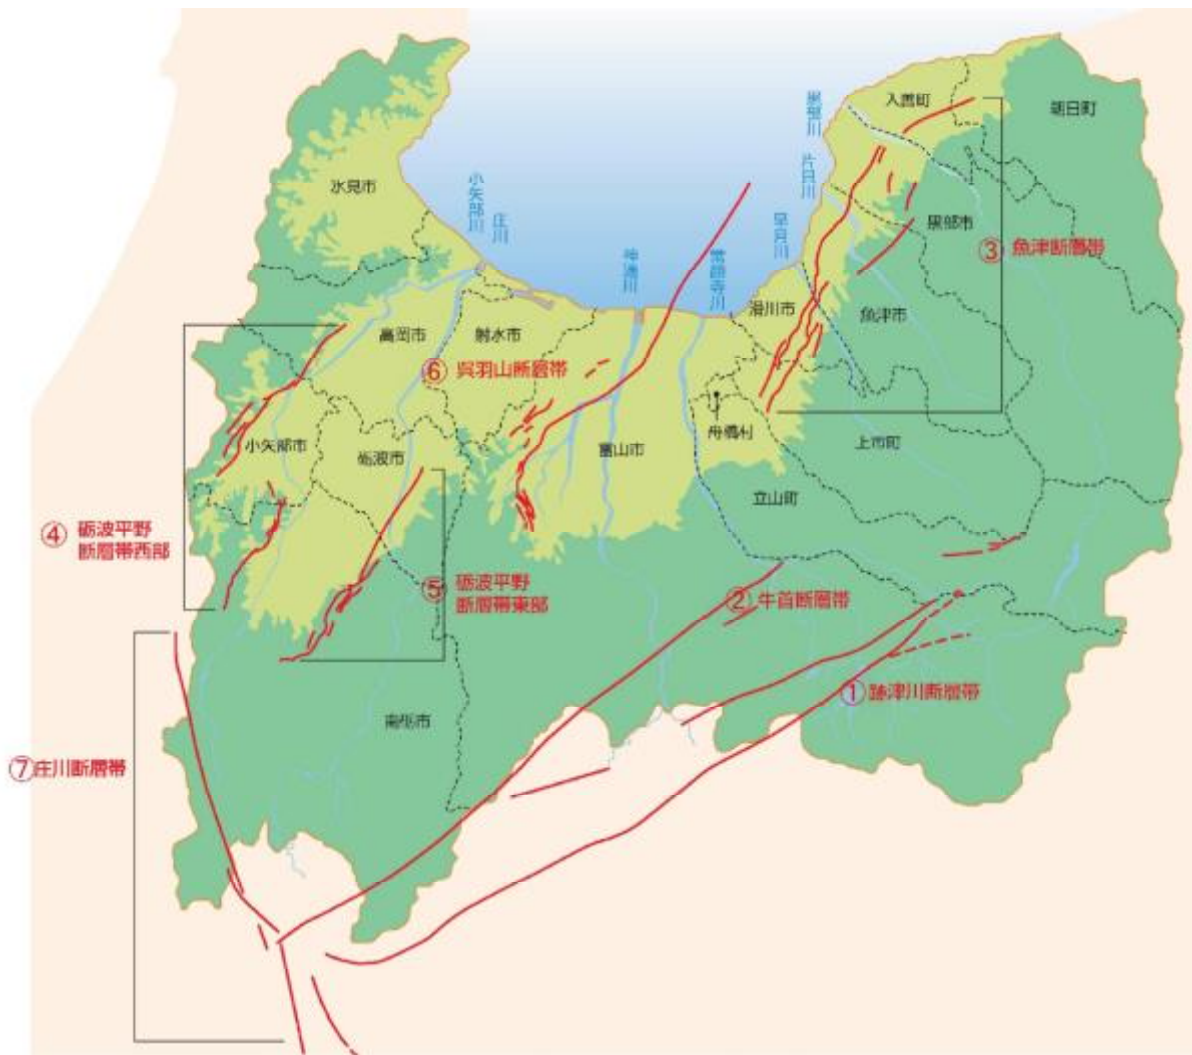 黒部川
入善町
朝日町
片貝川
氷見市
小矢部川
庄川
早月川
黒部市
③ 魚津断層帯
神通川
常願寺川
滑川市
魚津市
高岡市
射水市
⑥ 呉羽山断層帯
舟橋村
小矢部市
砺波市
富山市
上市町
立山町
④ 砺波平野
断層帯西部
⑤ 砺波平野
断層帯東部
② 牛首断層帯
① 跡津川断層帯
南砺市
⑦ 庄川断層帯